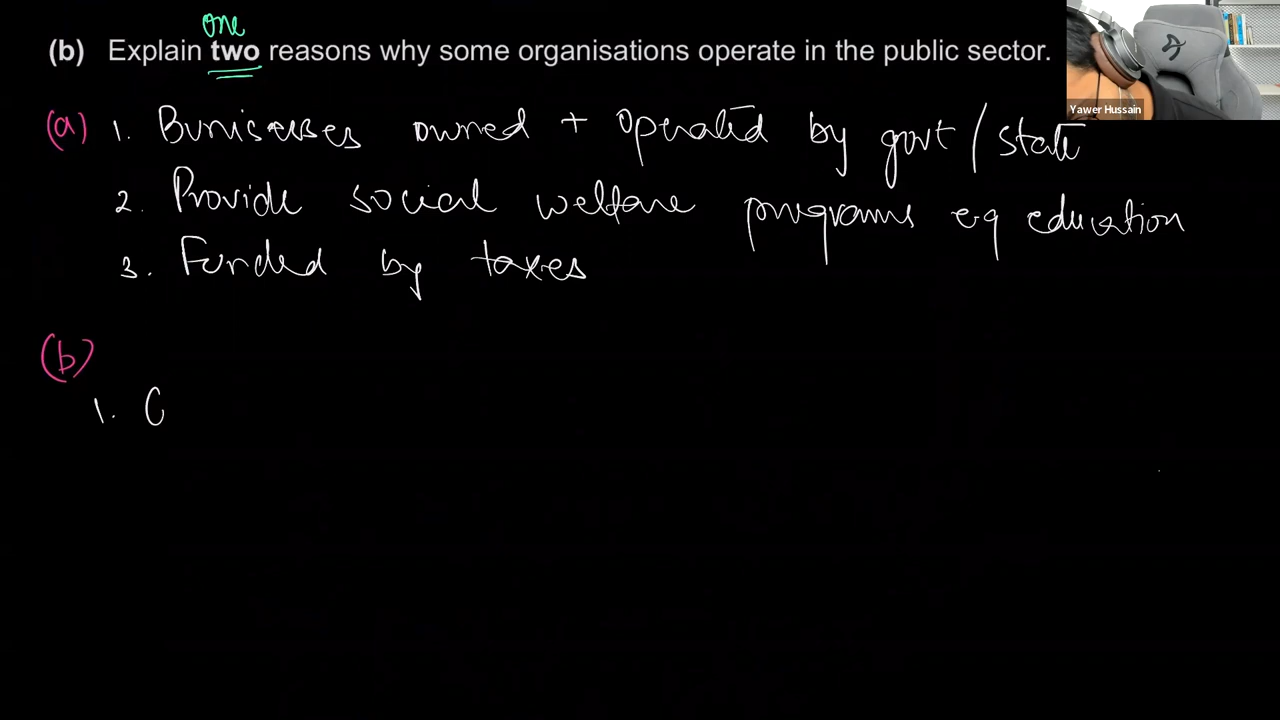 one
(b) Explain two reasons why some organisations operate in the public sector.
Yawer Hussain
(a) 1. Businesses owned + operated by govt / state
2. Provide social welfare programs eg education
3. Funded by taxes
(b)
1. C